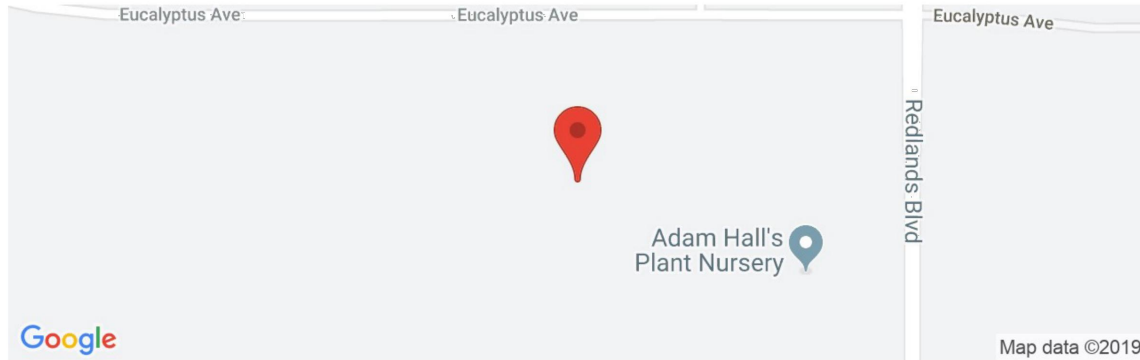 Eucalyptus Ave
Eucalyptus Ave
Eucalyptus Ave
Redlands Blvd
Adam Hall's
Plant Nursery
Google
Map data ©2019